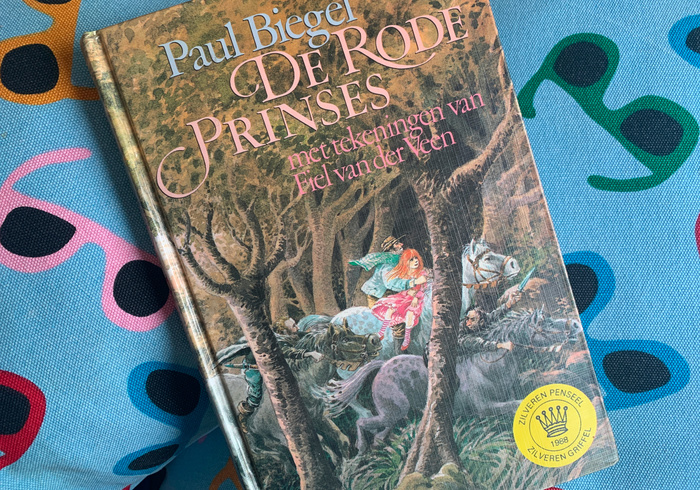 Paul Biegel
DE RODE
PRINSES
met tekeningen van
Fiel van der Veen
ZILVEREN PENSEEL
1988
ZILVEREN GRIFFEL